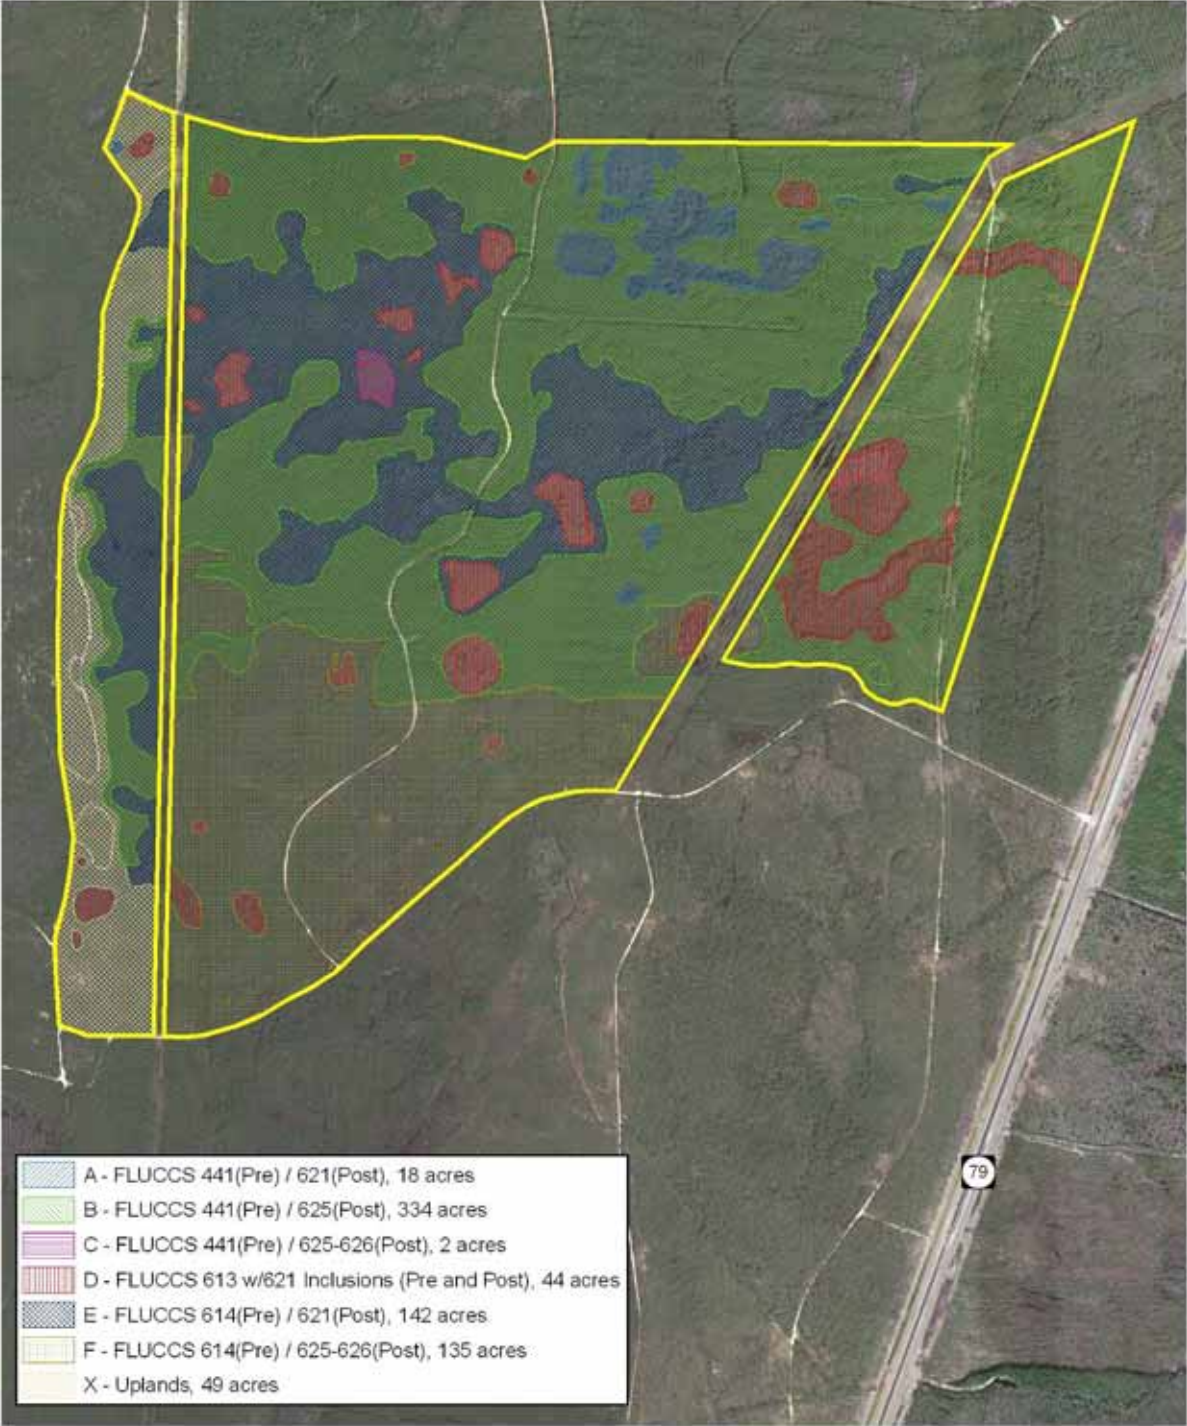 79
A - FLUCCS 441(Pre) / 621(Post), 18 acres
B - FLUCCS 441(Pre) / 625(Post), 334 acres
C - FLUCCS 441(Pre) / 625-626(Post), 2 acres
D - FLUCCS 613 w/621 Inclusions (Pre and Post), 44 acres
E - FLUCCS 614(Pre) / 621(Post), 142 acres
F - FLUCCS 614(Pre) / 625-626(Post), 135 acres
X - Uplands, 49 acres